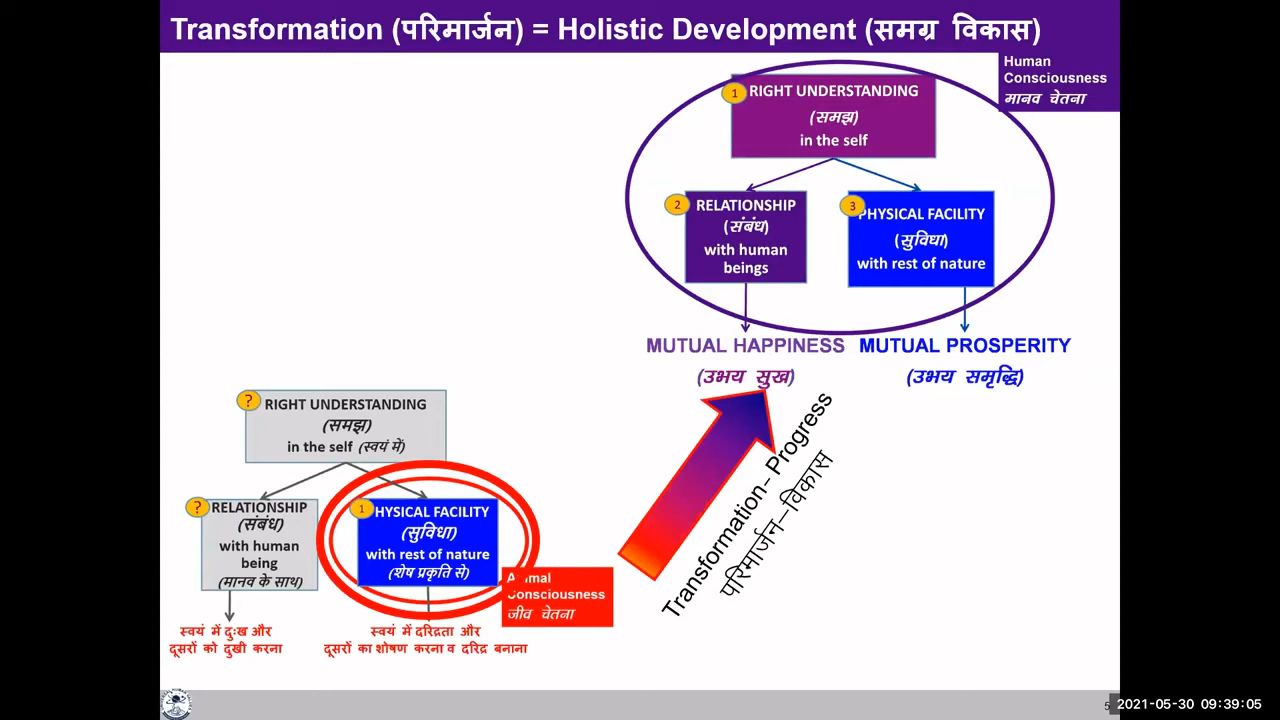 Transformation (परिमार्जन) = Holistic Development (समग्र विकास)
Human
Consciousness
मानव चेतना
1
RIGHT UNDERSTANDING
(समझ)
in the self
2
RELATIONSHIP
(संबंध)
with human
beings
3
PHYSICAL FACILITY
(सुविधा)
with rest of nature
MUTUAL HAPPINESS
(उभय सुख)
MUTUAL PROSPERITY
(उभय समृद्धि)
Transformation– Progress
परिमार्जन–विकास
?
RIGHT UNDERSTANDING
(समझ)
in the self (स्वयं में)
?
RELATIONSHIP
(संबंध)
with human
being
(मानव के साथ)
1
HYSICAL FACILITY
(सुविधा)
with rest of nature
(शेष प्रकृति से)
Animal
Consciousness
जीव चेतना
स्वयं में दुःख और
दूसरों को दुखी करना
स्वयं में दरिद्रता और
दूसरों का शोषण करना व दरिद्र बनाना
5
2021-05-30 09:39:05